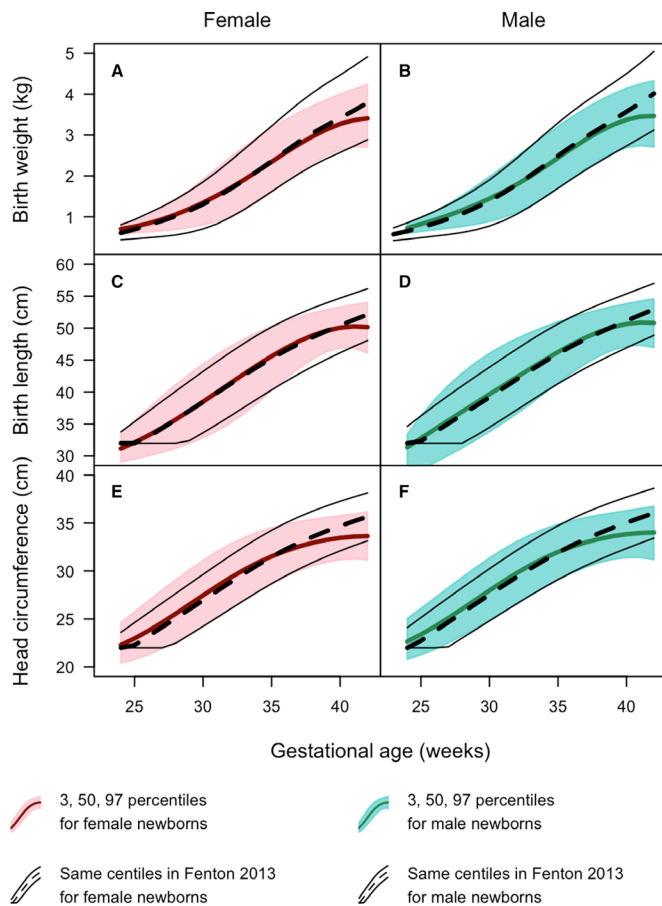 Female
Male
Birth weight (kg)
5
4
3
2
1
A
B
Birth length (cm)
60
55
50
45
40
35
30
C
D
Head circumference (cm)
40
35
30
25
20
E
F
25
30
35
40
25
30
35
40
Gestational age (weeks)
3, 50, 97 percentiles
for female newborns
3, 50, 97 percentiles
for male newborns
Same centiles in Fenton 2013
for female newborns
Same centiles in Fenton 2013
for male newborns